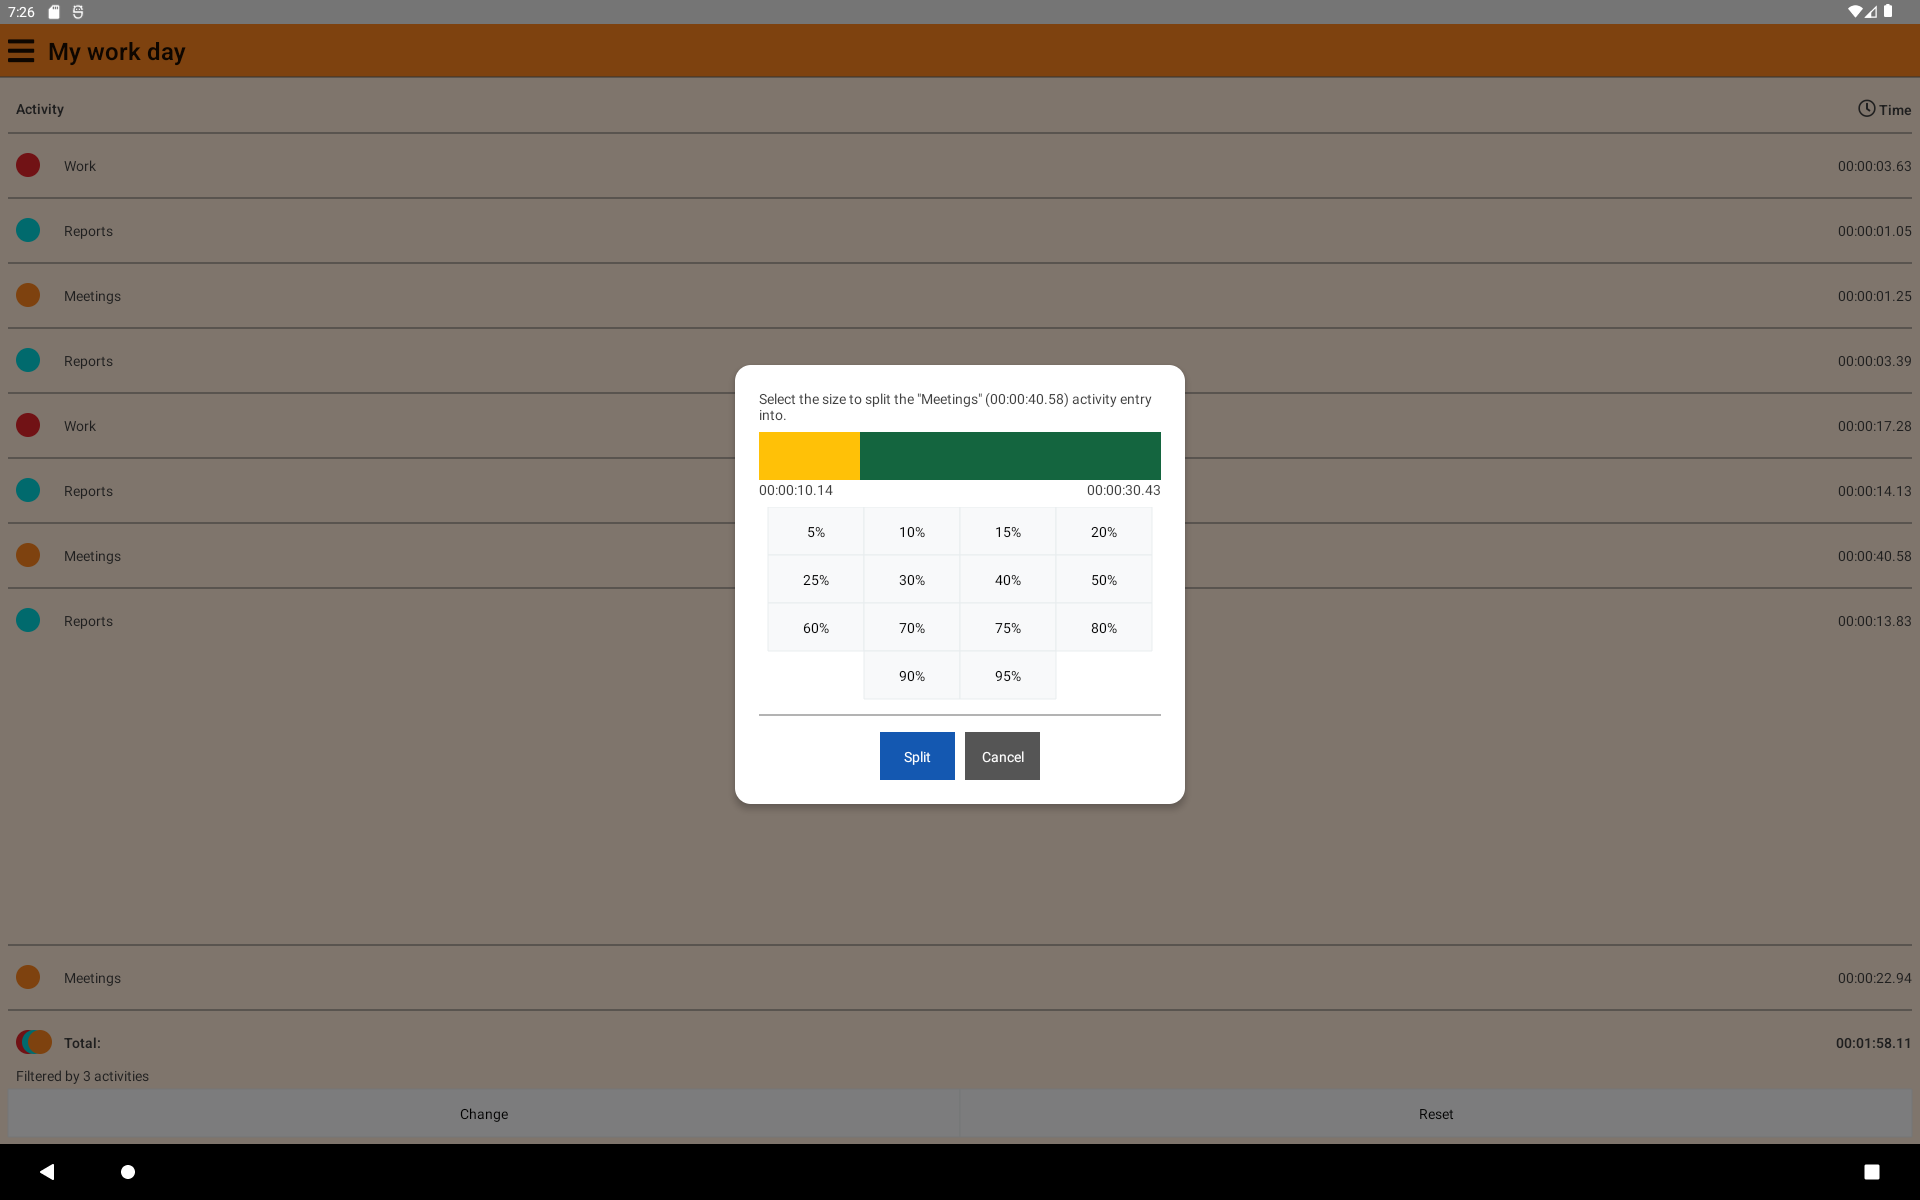 7:26
My work day
Activity
Time
Work
00:00:03.63
Reports
00:00:01.05
Meetings
00:00:01.25
Reports
00:00:03.39
Work
00:00:17.28
Reports
00:00:14.13
Meetings
00:00:40.58
Reports
00:00:13.83
Select the size to split the "Meetings" (00:00:40.58) activity entry
into.
00:00:10.14
00:00:30.43
5% 10% 15% 20%
25% 30% 40% 50%
60% 70% 75% 80%
90% 95%
Split
Cancel
Meetings
00:00:22.94
Total:
00:01:58.11
Filtered by 3 activities
Change
Reset